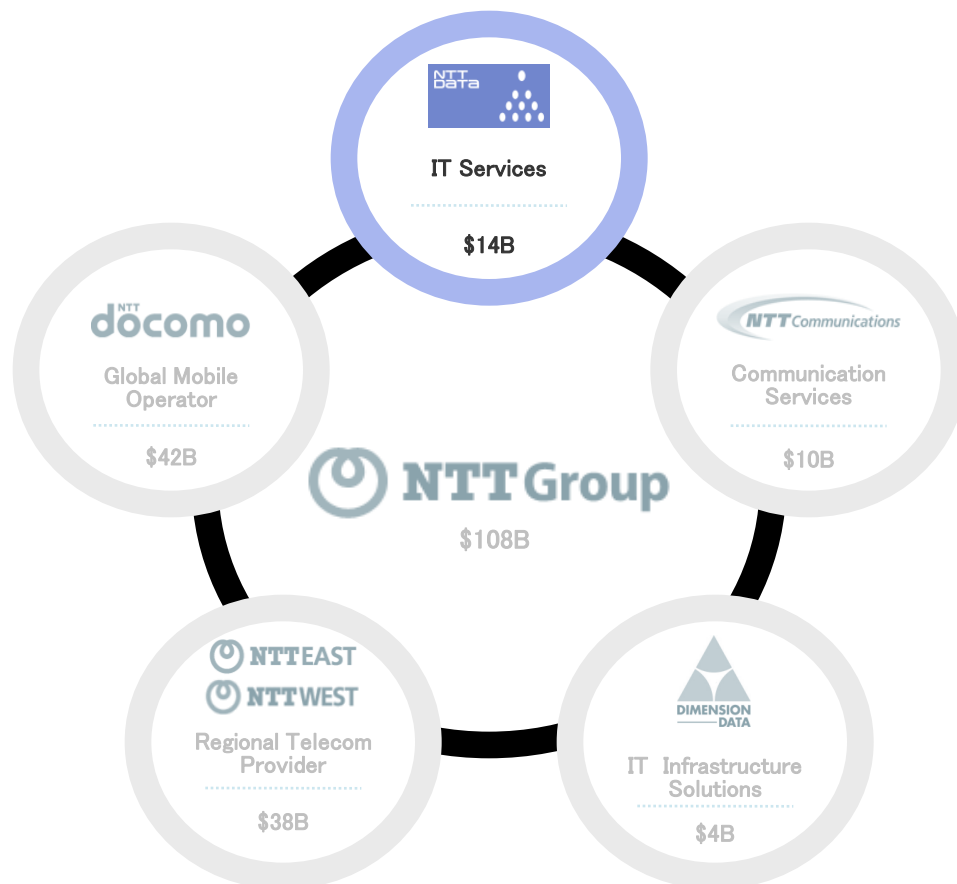 NTT
Data
IT Services
$14B
NTT
döcomo
Global Mobile
Operator
$42B
NTT Communications
Communication
Services
$10B
NTT Group
$108B
NTT EAST
NTT WEST
Regional Telecom
Provider
$38B
DIMENSION
DATA
IT Infrastructure
Solutions
$4B